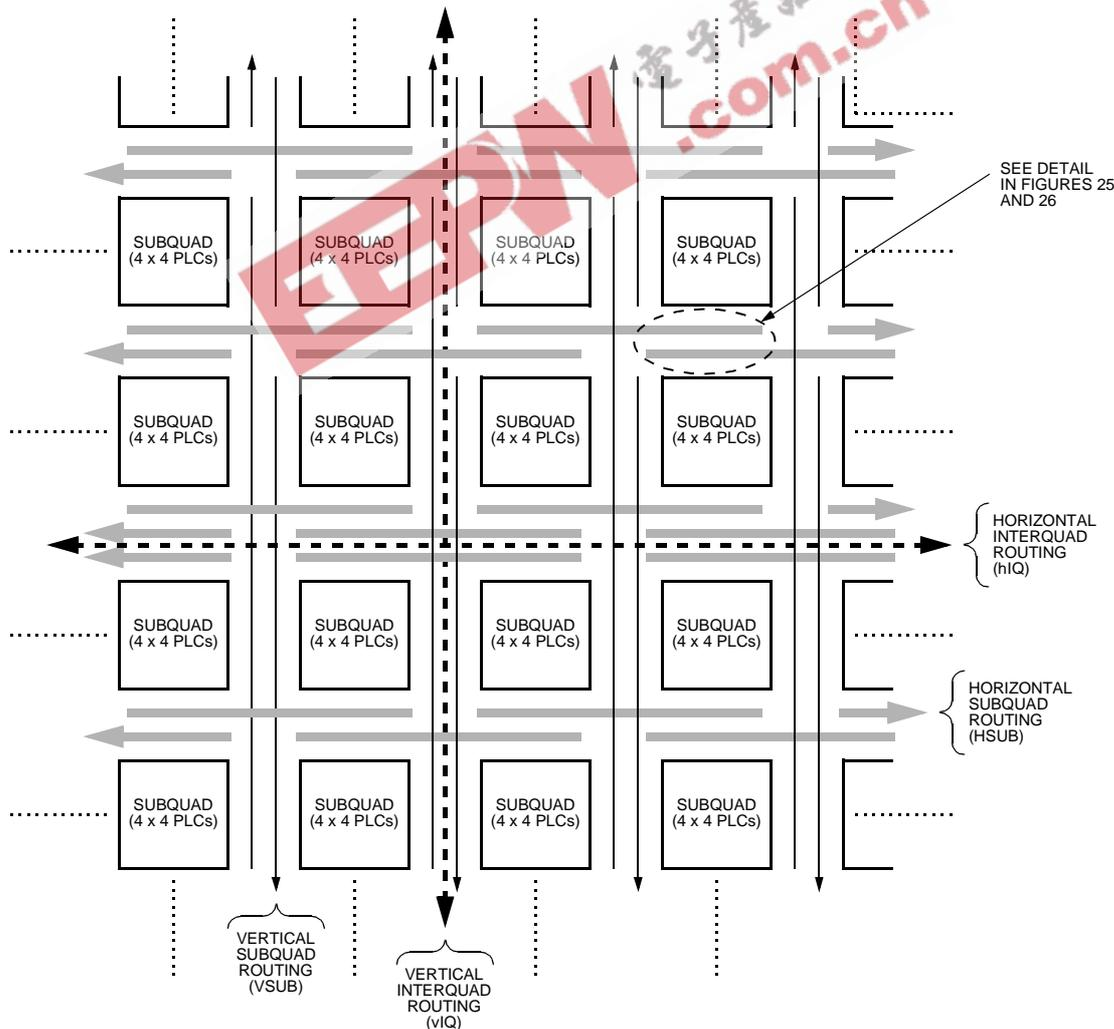 電子產品
EEPW
.com.cn
SEE DETAIL
IN FIGURES 25
AND 26
SUBQUAD
(4 x 4 PLCs)
SUBQUAD
(4 x 4 PLCs)
SUBQUAD
(4 x 4 PLCs)
SUBQUAD
(4 x 4 PLCs)
SUBQUAD
(4 x 4 PLCs)
SUBQUAD
(4 x 4 PLCs)
SUBQUAD
(4 x 4 PLCs)
SUBQUAD
(4 x 4 PLCs)
HORIZONTAL
INTERQUAD
ROUTING
(hIQ)
SUBQUAD
(4 x 4 PLCs)
SUBQUAD
(4 x 4 PLCs)
SUBQUAD
(4 x 4 PLCs)
SUBQUAD
(4 x 4 PLCs)
HORIZONTAL
SUBQUAD
ROUTING
(HSUB)
SUBQUAD
(4 x 4 PLCs)
SUBQUAD
(4 x 4 PLCs)
SUBQUAD
(4 x 4 PLCs)
SUBQUAD
(4 x 4 PLCs)
VERTICAL
SUBQUAD
ROUTING
(VSUB)
VERTICAL
INTERQUAD
ROUTING
(vIQ)